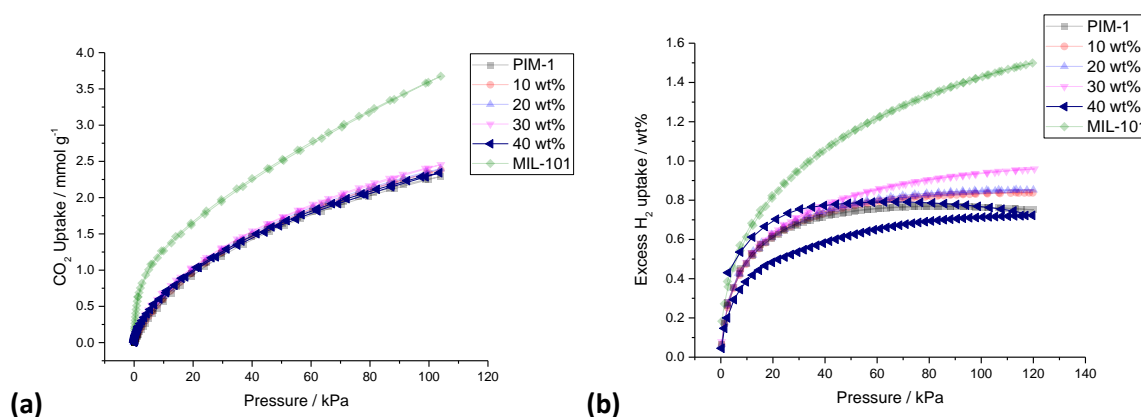 4.0
3.5
3.0
2.5
2.0
1.5
1.0
0.5
0.0
CO₂ Uptake / mmol g⁻¹
0 20 40 60 80 100 120
Pressure / kPa
PIM-1
10 wt%
20 wt%
30 wt%
40 wt%
MIL-101
(a)
1.6
1.4
1.2
1.0
0.8
0.6
0.4
0.2
0.0
Excess H₂ uptake / wt%
0 20 40 60 80 100 120 140
Pressure / kPa
PIM-1
10 wt%
20 wt%
30 wt%
40 wt%
MIL-101
(b)